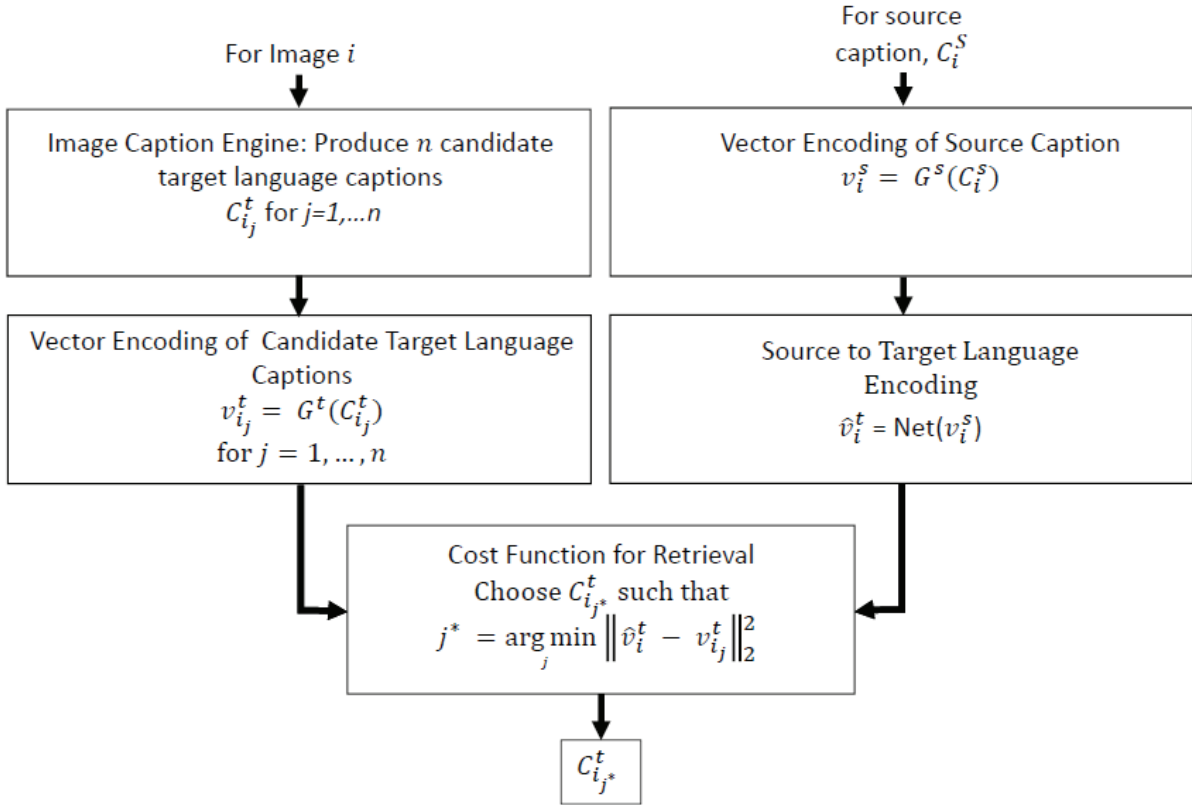 For Image i
Image Caption Engine: Produce n candidate
target language captions
C_{i_j}^t for j=1,...n
Vector Encoding of Candidate Target Language
Captions
v_{i_j}^t = G^t(C_{i_j}^t)
for j = 1, ... , n
For source
caption, C_i^S
Vector Encoding of Source Caption
v_i^s = G^s(C_i^s)
Source to Target Language
Encoding
v̂_i^t = Net(v_i^s)
Cost Function for Retrieval
Choose C_{i_{j*}}^t such that
j* = arg min_j ‖v̂_i^t − v_{i_j}^t‖_2^2
C_{i_{j*}}^t